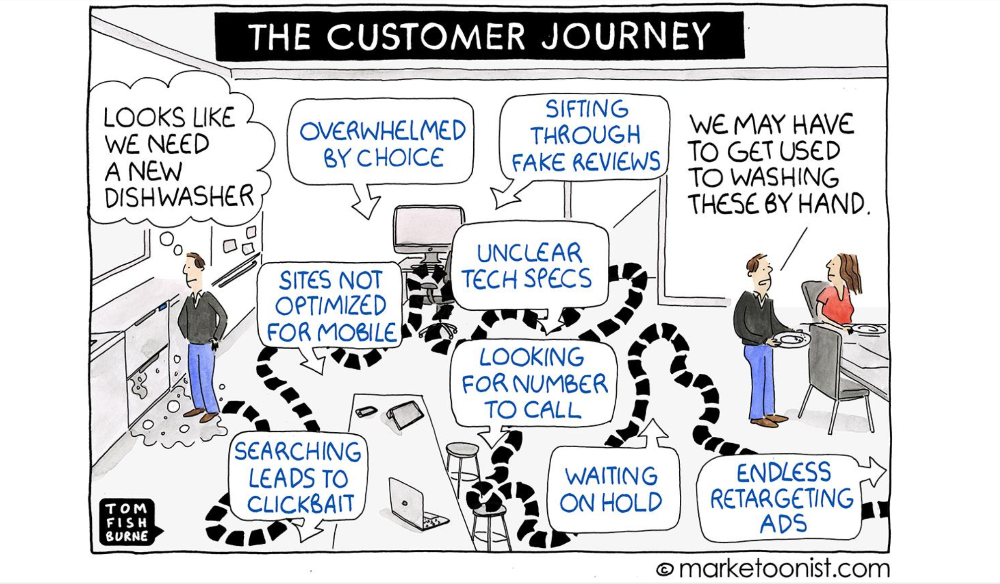 THE CUSTOMER JOURNEY
LOOKS LIKE
WE NEED
A NEW
DISHWASHER
OVERWHELMED
BY CHOICE
SIFTING
THROUGH
FAKE REVIEWS
WE MAY HAVE
TO GET USED
TO WASHING
THESE BY HAND.
UNCLEAR
TECH SPECS
SITES NOT
OPTIMIZED
FOR MOBILE
LOOKING
FOR NUMBER
TO CALL
SEARCHING
LEADS TO
CLICKBAIT
WAITING
ON HOLD
ENDLESS
RETARGETING
ADS
TOM
FISH
BURNE
© marketoonist.com